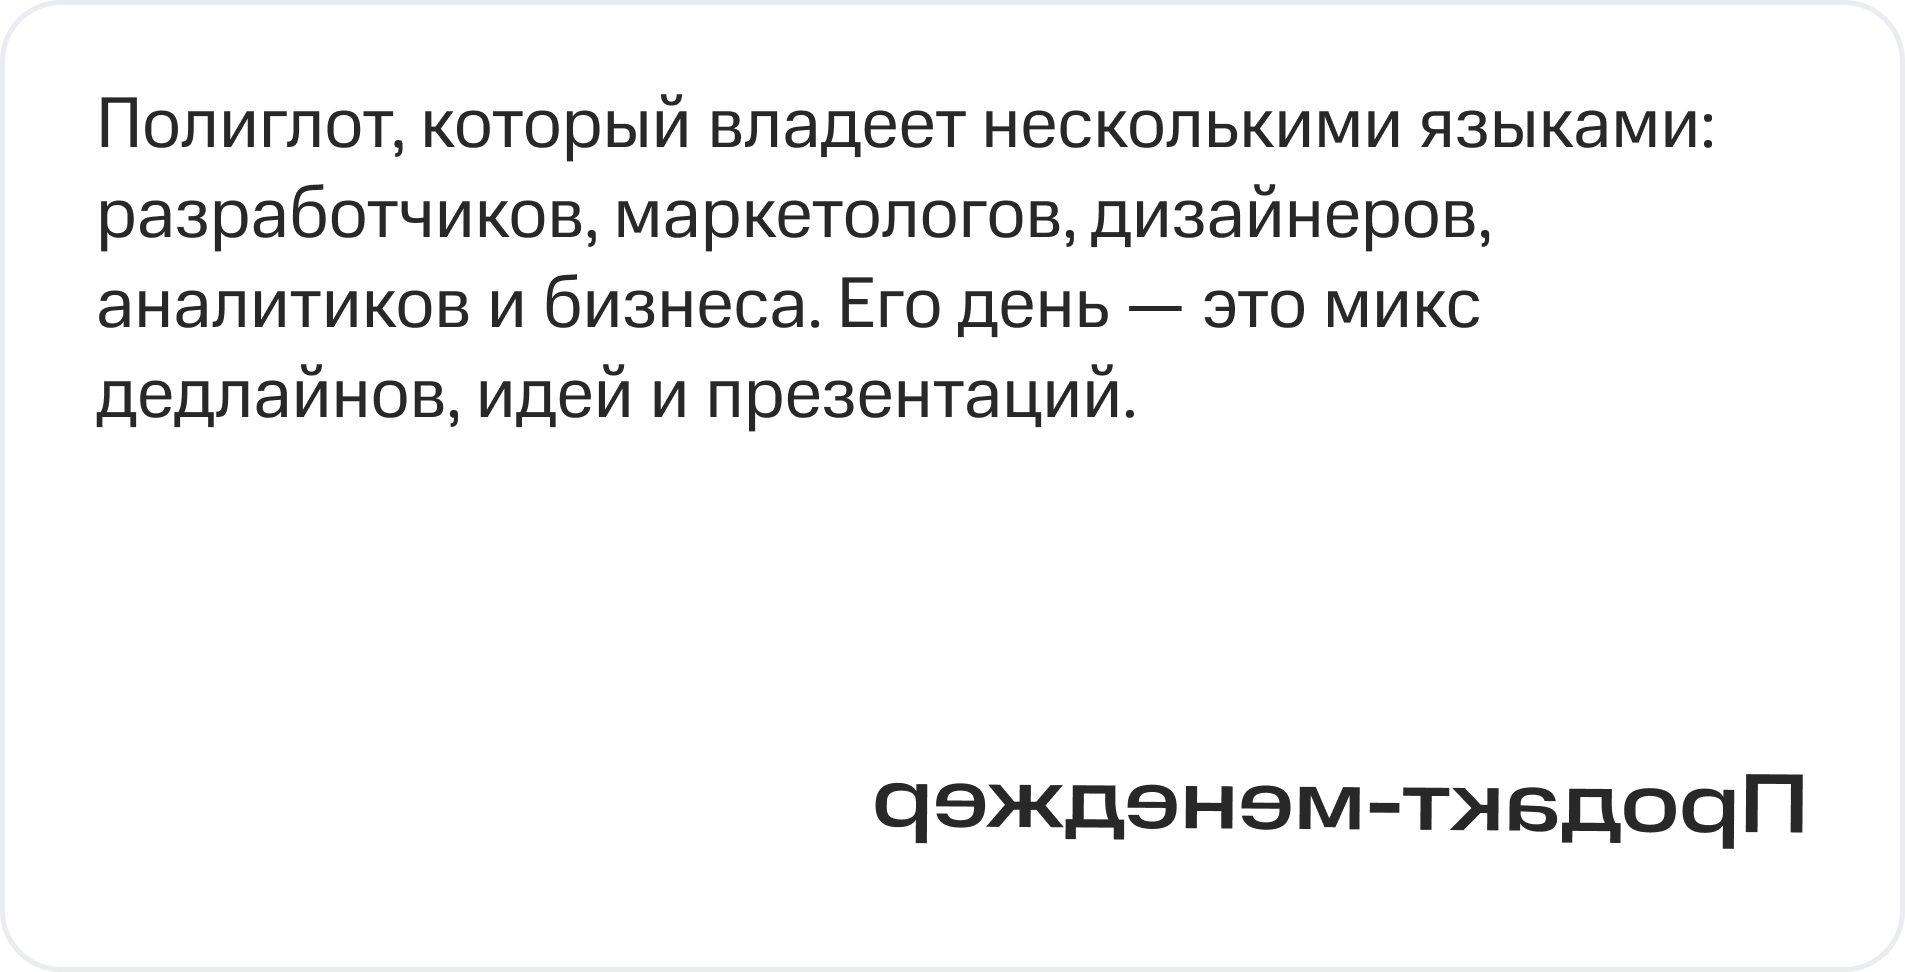 Полиглот, который владеет несколькими языками:
разработчиков, маркетологов, дизайнеров,
аналитиков и бизнеса. Его день — это микс
дедлайнов, идей и презентаций.
Продакт-менеджер